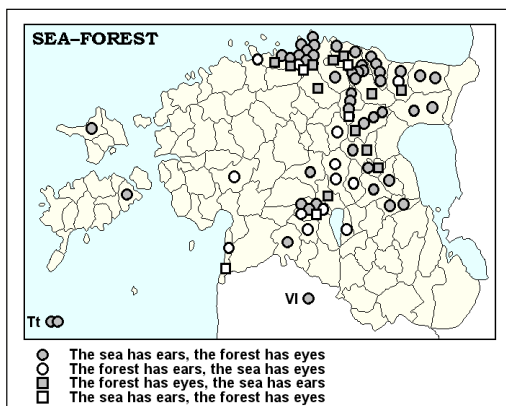 SEA–FOREST
Vl
Tt
The sea has ears, the forest has eyes
The forest has ears, the sea has eyes
The forest has eyes, the sea has ears
The sea has ears, the forest has eyes